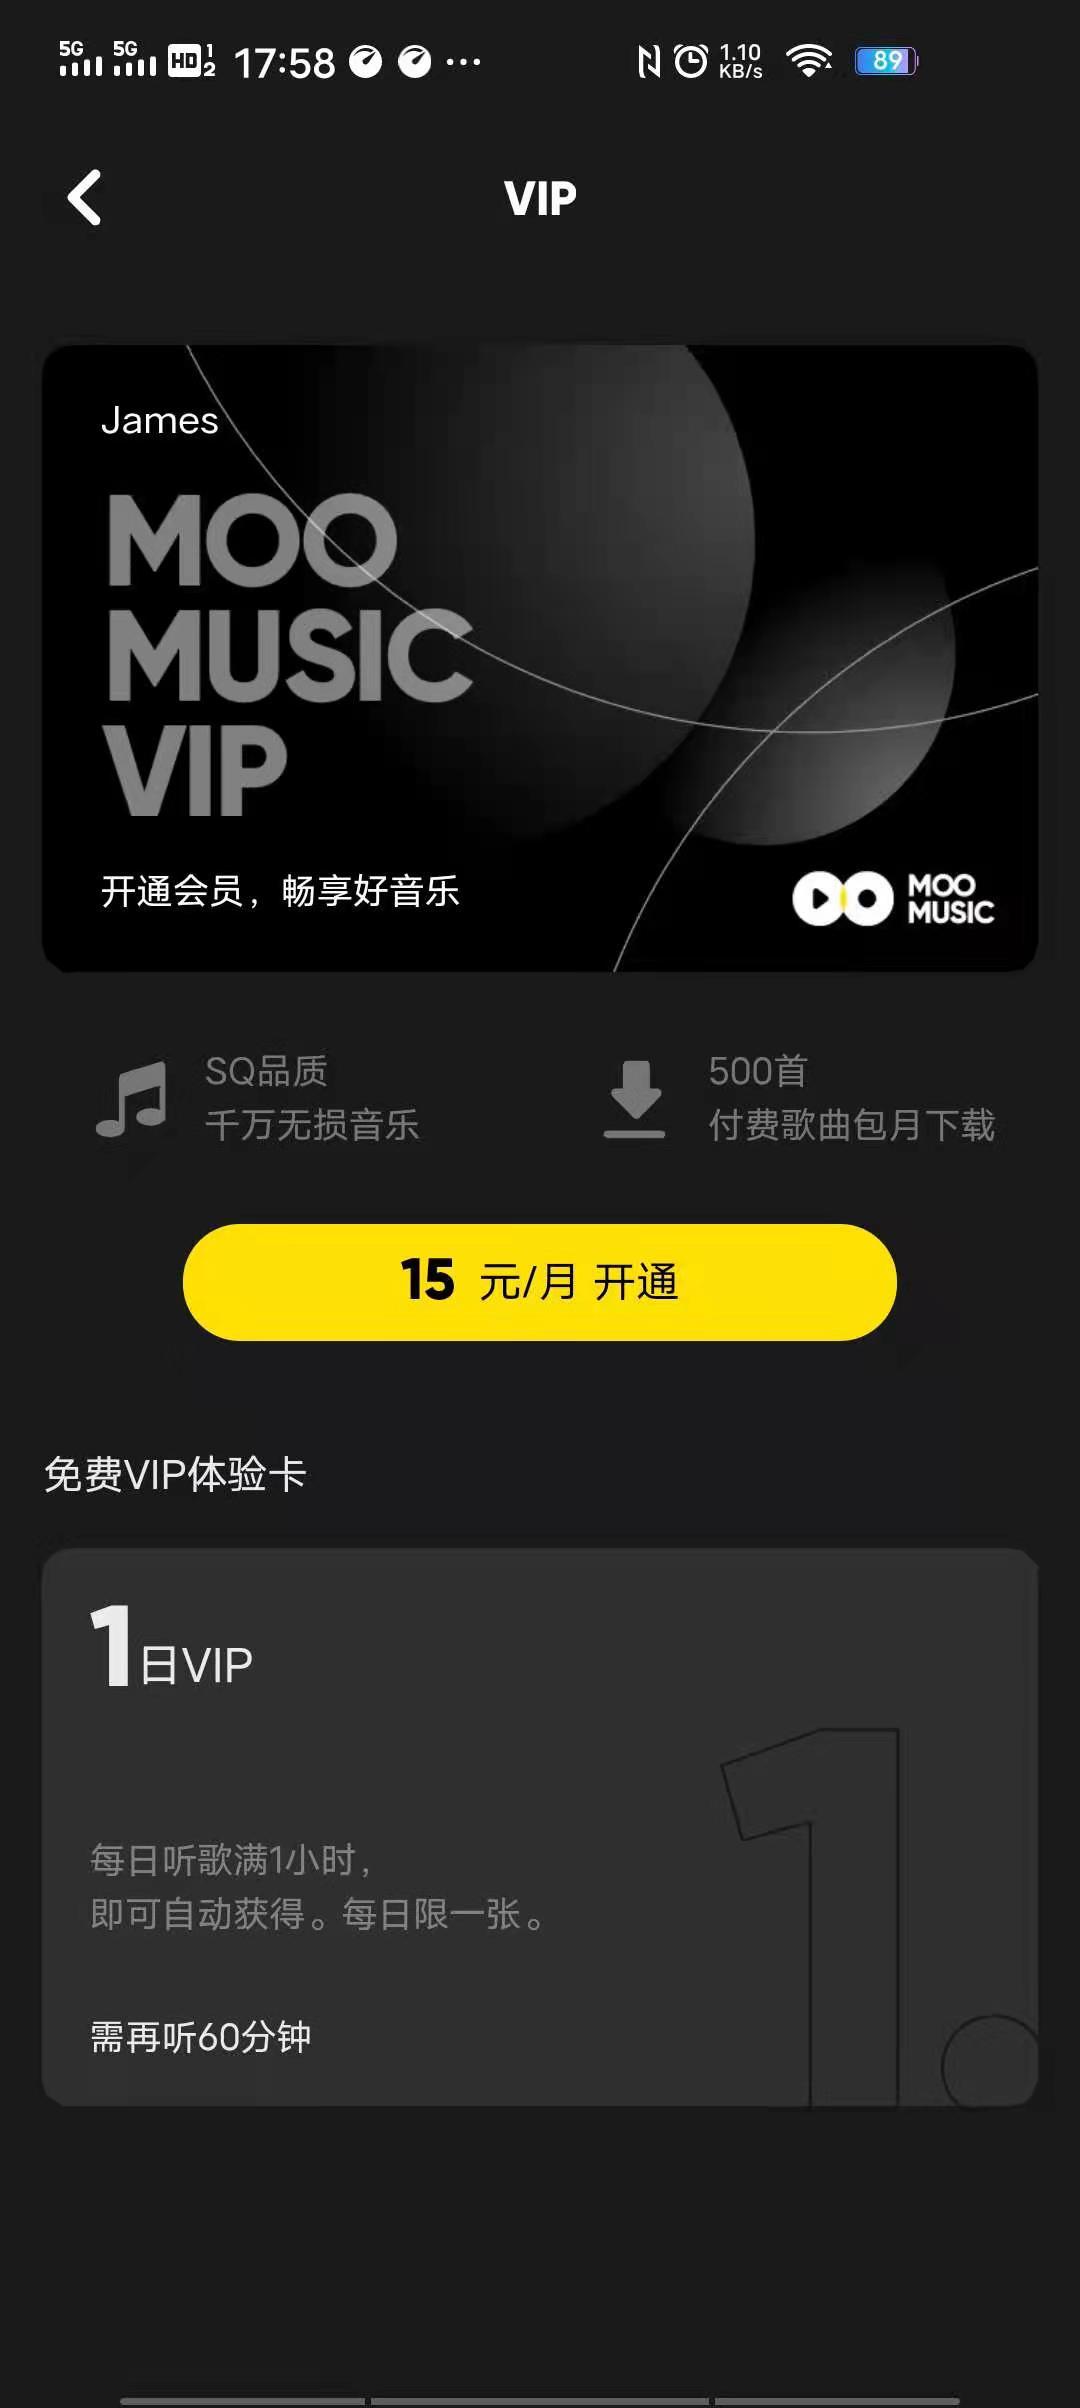 5G 5G HD 1 2 17:58 ··· 1.10 KB/s 89
VIP
James
MOO
MUSIC
VIP
开通会员，畅享好音乐
MOO
MUSIC
SQ品质
千万无损音乐
500首
付费歌曲包月下载
15 元/月 开通
免费VIP体验卡
1日VIP
每日听歌满1小时，
即可自动获得。每日限一张。
需再听60分钟
1.